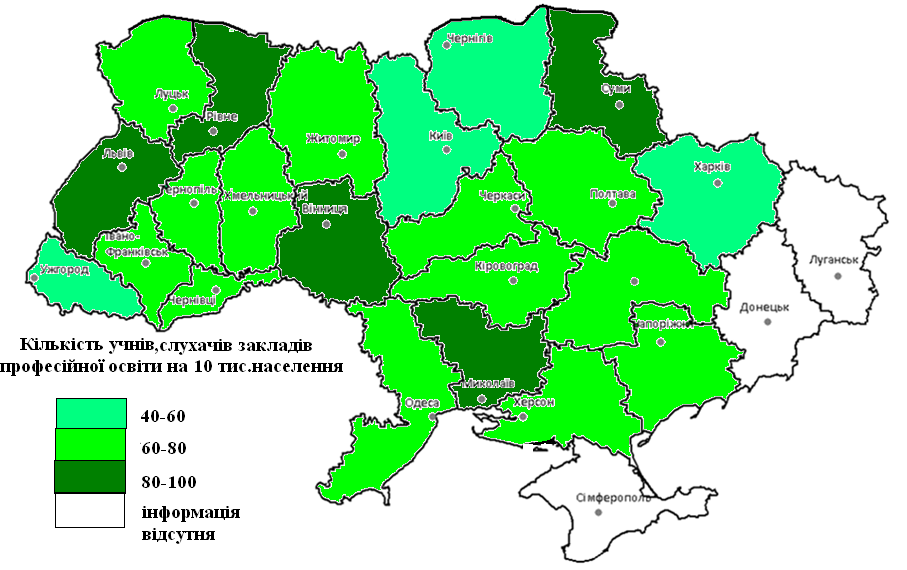 Чернігів
Суми
Луцьк
Рівне
Київ
Житомир
Львів
Харків
ернопіль
Хмельницький
Черкаси
Полтава
Вінниця
Івано-
Франківськ
Ужгород
Кіровоград
Луганськ
Чернівці
Донецьк
апоріжж
Миколаїв
Одеса
Херсон
Сімферополь
Кількість учнів,слухачів закладів
професійної освіти на 10 тис.населення
40-60
60-80
80-100
інформація
відсутня